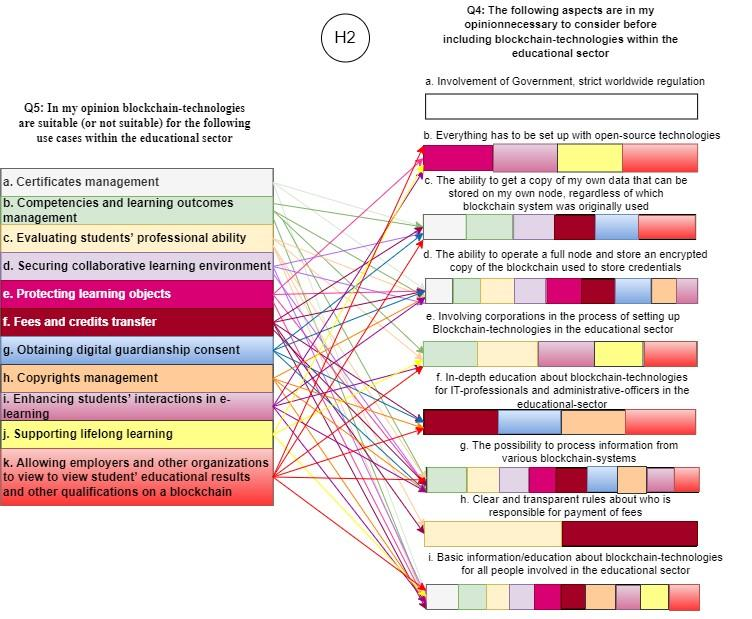 H2
Q4: The following aspects are in my
opinionnecessary to consider before
including blockchain-technologies within the
educational sector
a. Involvement of Government, strict worldwide regulation
b. Everything has to be set up with open-source technologies
c. The ability to get a copy of my own data that can be
stored on my own node, regardless of which
blockchain system was originally used
d. The ability to operate a full node and store an encrypted
copy of the blockchain used to store credentials
e. Involving corporations in the process of setting up
Blockchain-technologies in the educational sector
f. In-depth education about blockchain-technologies
for IT-professionals and administrative-officers in the
educational-sector
g. The possibility to process information from
various blockchain-systems
h. Clear and transparent rules about who is
responsible for payment of fees
i. Basic information/education about blockchain-technologies
for all people involved in the educational sector
Q5: In my opinion blockchain-technologies
are suitable (or not suitable) for the following
use cases within the educational sector
a. Certificates management
b. Competencies and learning outcomes
management
c. Evaluating students' professional ability
d. Securing collaborative learning environment
e. Protecting learning objects
f. Fees and credits transfer
g. Obtaining digital guardianship consent
h. Copyrights management
i. Enhancing students' interactions in e-
learning
j. Supporting lifelong learning
k. Allowing employers and other organizations
to view to view student' educational results
and other qualifications on a blockchain